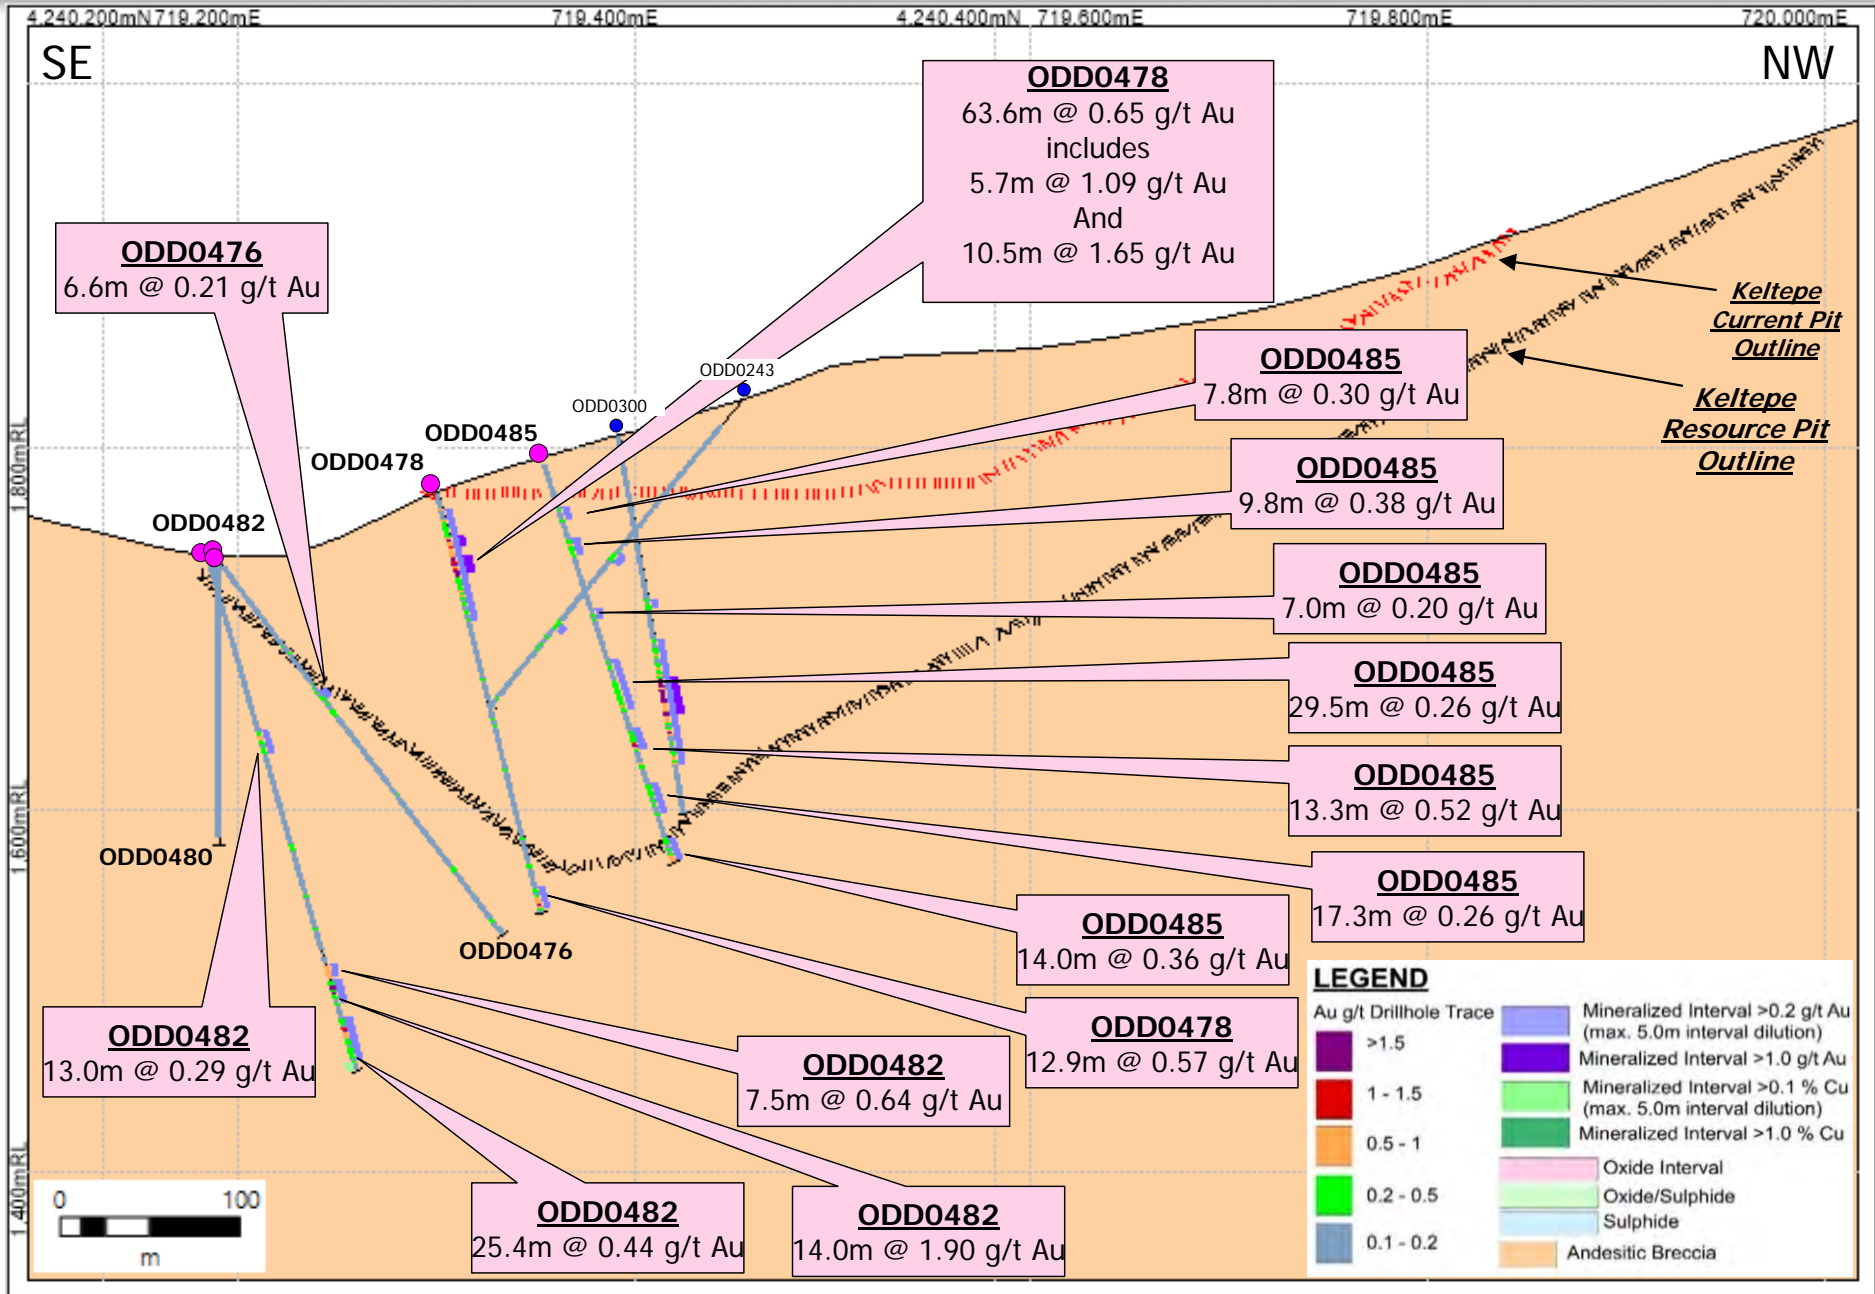 4.240.200mN 719.200mE 719.400mE 4.240.400mN 719.600mE 719.800mE 720.000mE
SE
NW
ODD0478
63.6m @ 0.65 g/t Au
includes
5.7m @ 1.09 g/t Au
And
10.5m @ 1.65 g/t Au
ODD0476
6.6m @ 0.21 g/t Au
Keltepe
Current Pit
Outline
Keltepe
Resource Pit
Outline
ODD0243
ODD0300
ODD0485
ODD0478
ODD0482
ODD0485
7.8m @ 0.30 g/t Au
ODD0485
9.8m @ 0.38 g/t Au
ODD0485
7.0m @ 0.20 g/t Au
ODD0485
29.5m @ 0.26 g/t Au
ODD0485
13.3m @ 0.52 g/t Au
ODD0485
17.3m @ 0.26 g/t Au
ODD0485
14.0m @ 0.36 g/t Au
ODD0478
12.9m @ 0.57 g/t Au
ODD0480
ODD0476
ODD0482
13.0m @ 0.29 g/t Au
ODD0482
7.5m @ 0.64 g/t Au
ODD0482
25.4m @ 0.44 g/t Au
ODD0482
14.0m @ 1.90 g/t Au
1,800mRL
1,600mRL
1,400mRL
0 100
m
LEGEND
Au g/t Drillhole Trace
>1.5
1 - 1.5
0.5 - 1
0.2 - 0.5
0.1 - 0.2
Mineralized Interval >0.2 g/t Au
(max. 5.0m interval dilution)
Mineralized Interval >1.0 g/t Au
Mineralized Interval >0.1 % Cu
(max. 5.0m interval dilution)
Mineralized Interval >1.0 % Cu
Oxide Interval
Oxide/Sulphide
Sulphide
Andesitic Breccia